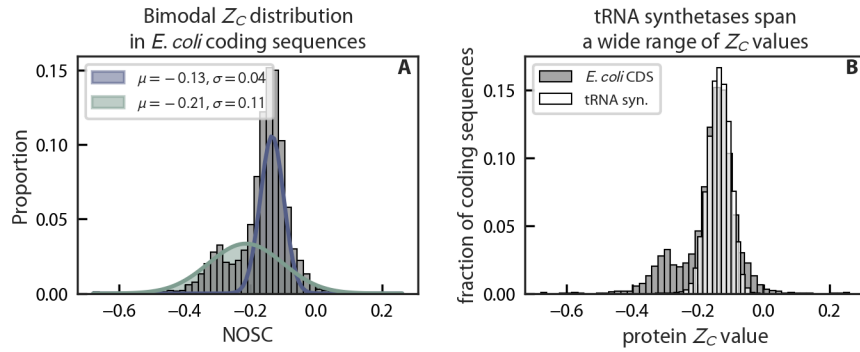 Bimodal Z_C distribution
in E. coli coding sequences
A
μ = −0.13, σ = 0.04
μ = −0.21, σ = 0.11
Proportion
0.15
0.10
0.05
0.00
−0.6
−0.4
−0.2
0.0
0.2
NOSC
tRNA synthetases span
a wide range of Z_C values
B
E. coli CDS
tRNA syn.
fraction of coding sequences
0.15
0.10
0.05
0.00
−0.6
−0.4
−0.2
0.0
0.2
protein Z_C value